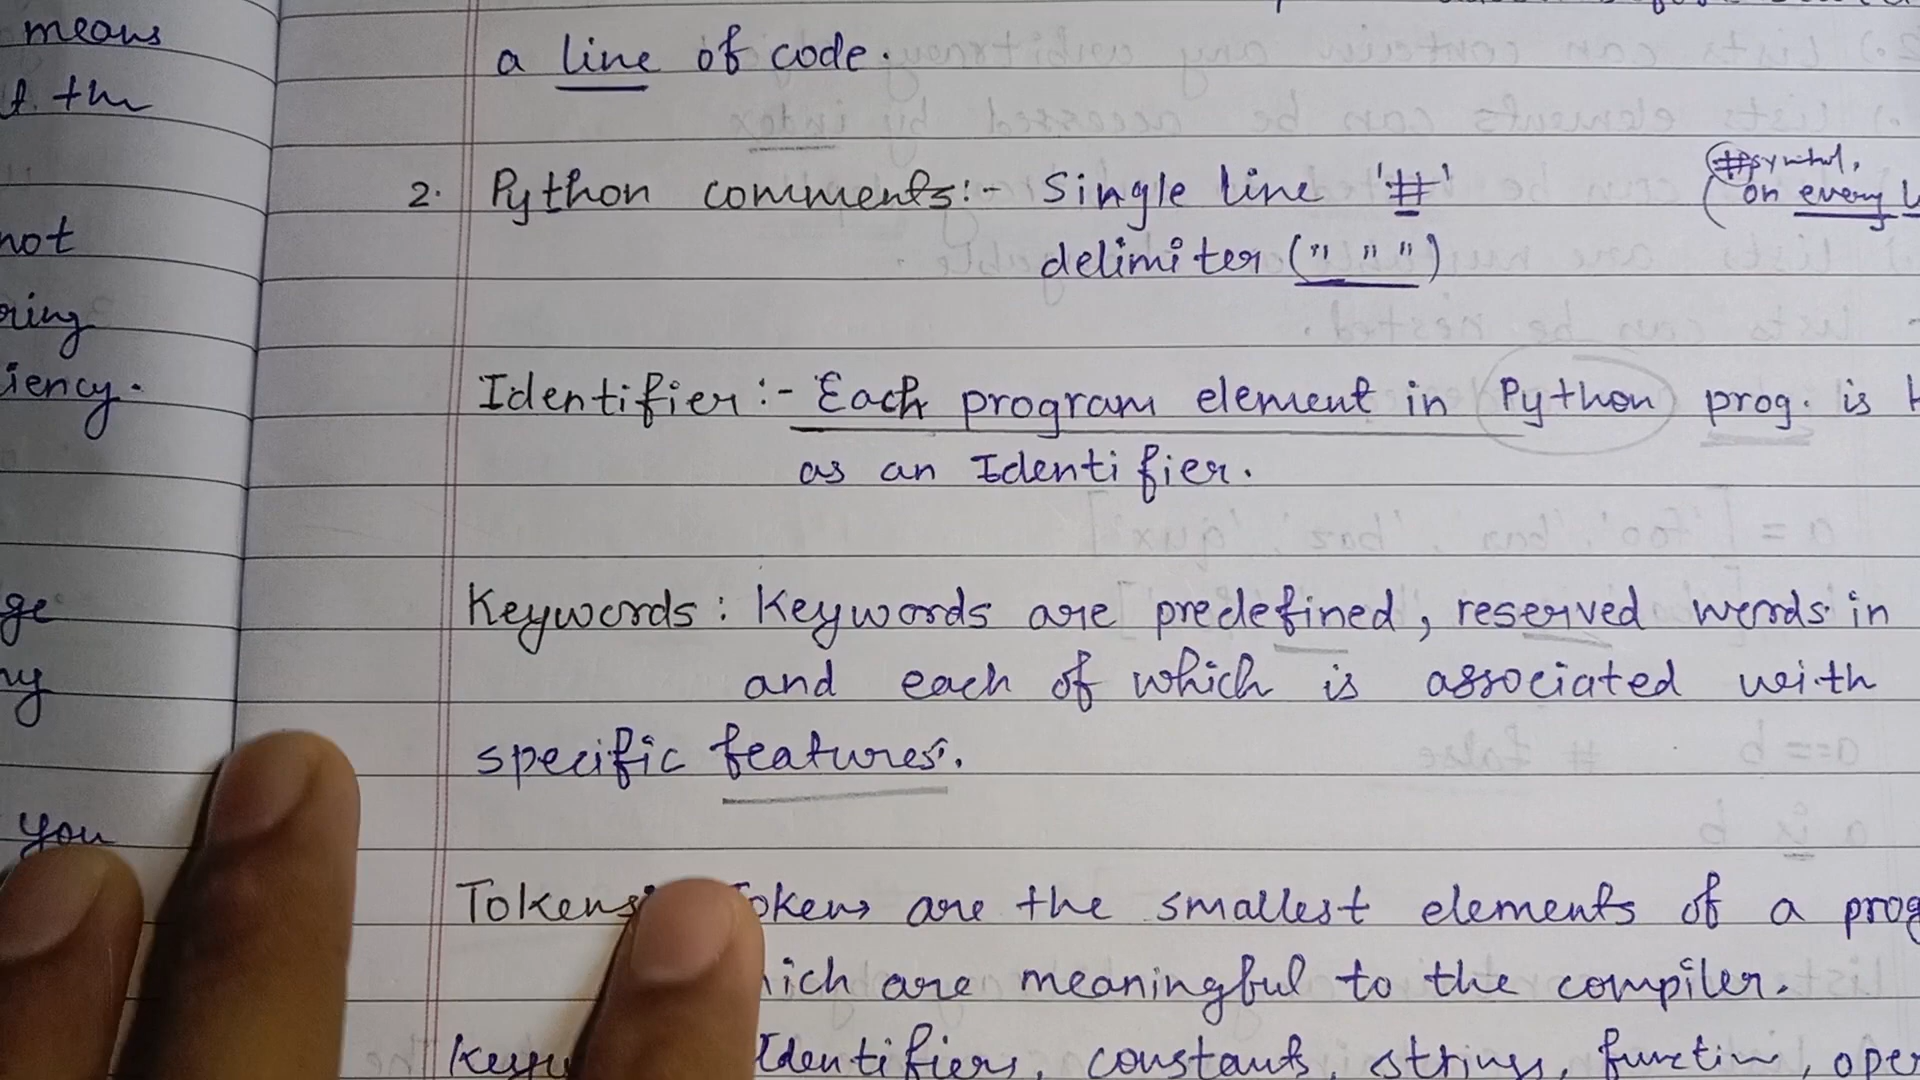 means
the
not
you
a line of code.
2. Python comments:- Single line '#'
#symbol,
(on every
delimiter (" " ")
Identifier :- Each program element in Python prog. is
as an Identifier.
Keywords : Keywords are predefined, reserved words in
and each of which is associated with
specific features.
Tokens are the smallest elements of a prog
are meaningful to the compiler.
Identifiers, constants, strings, function, oper